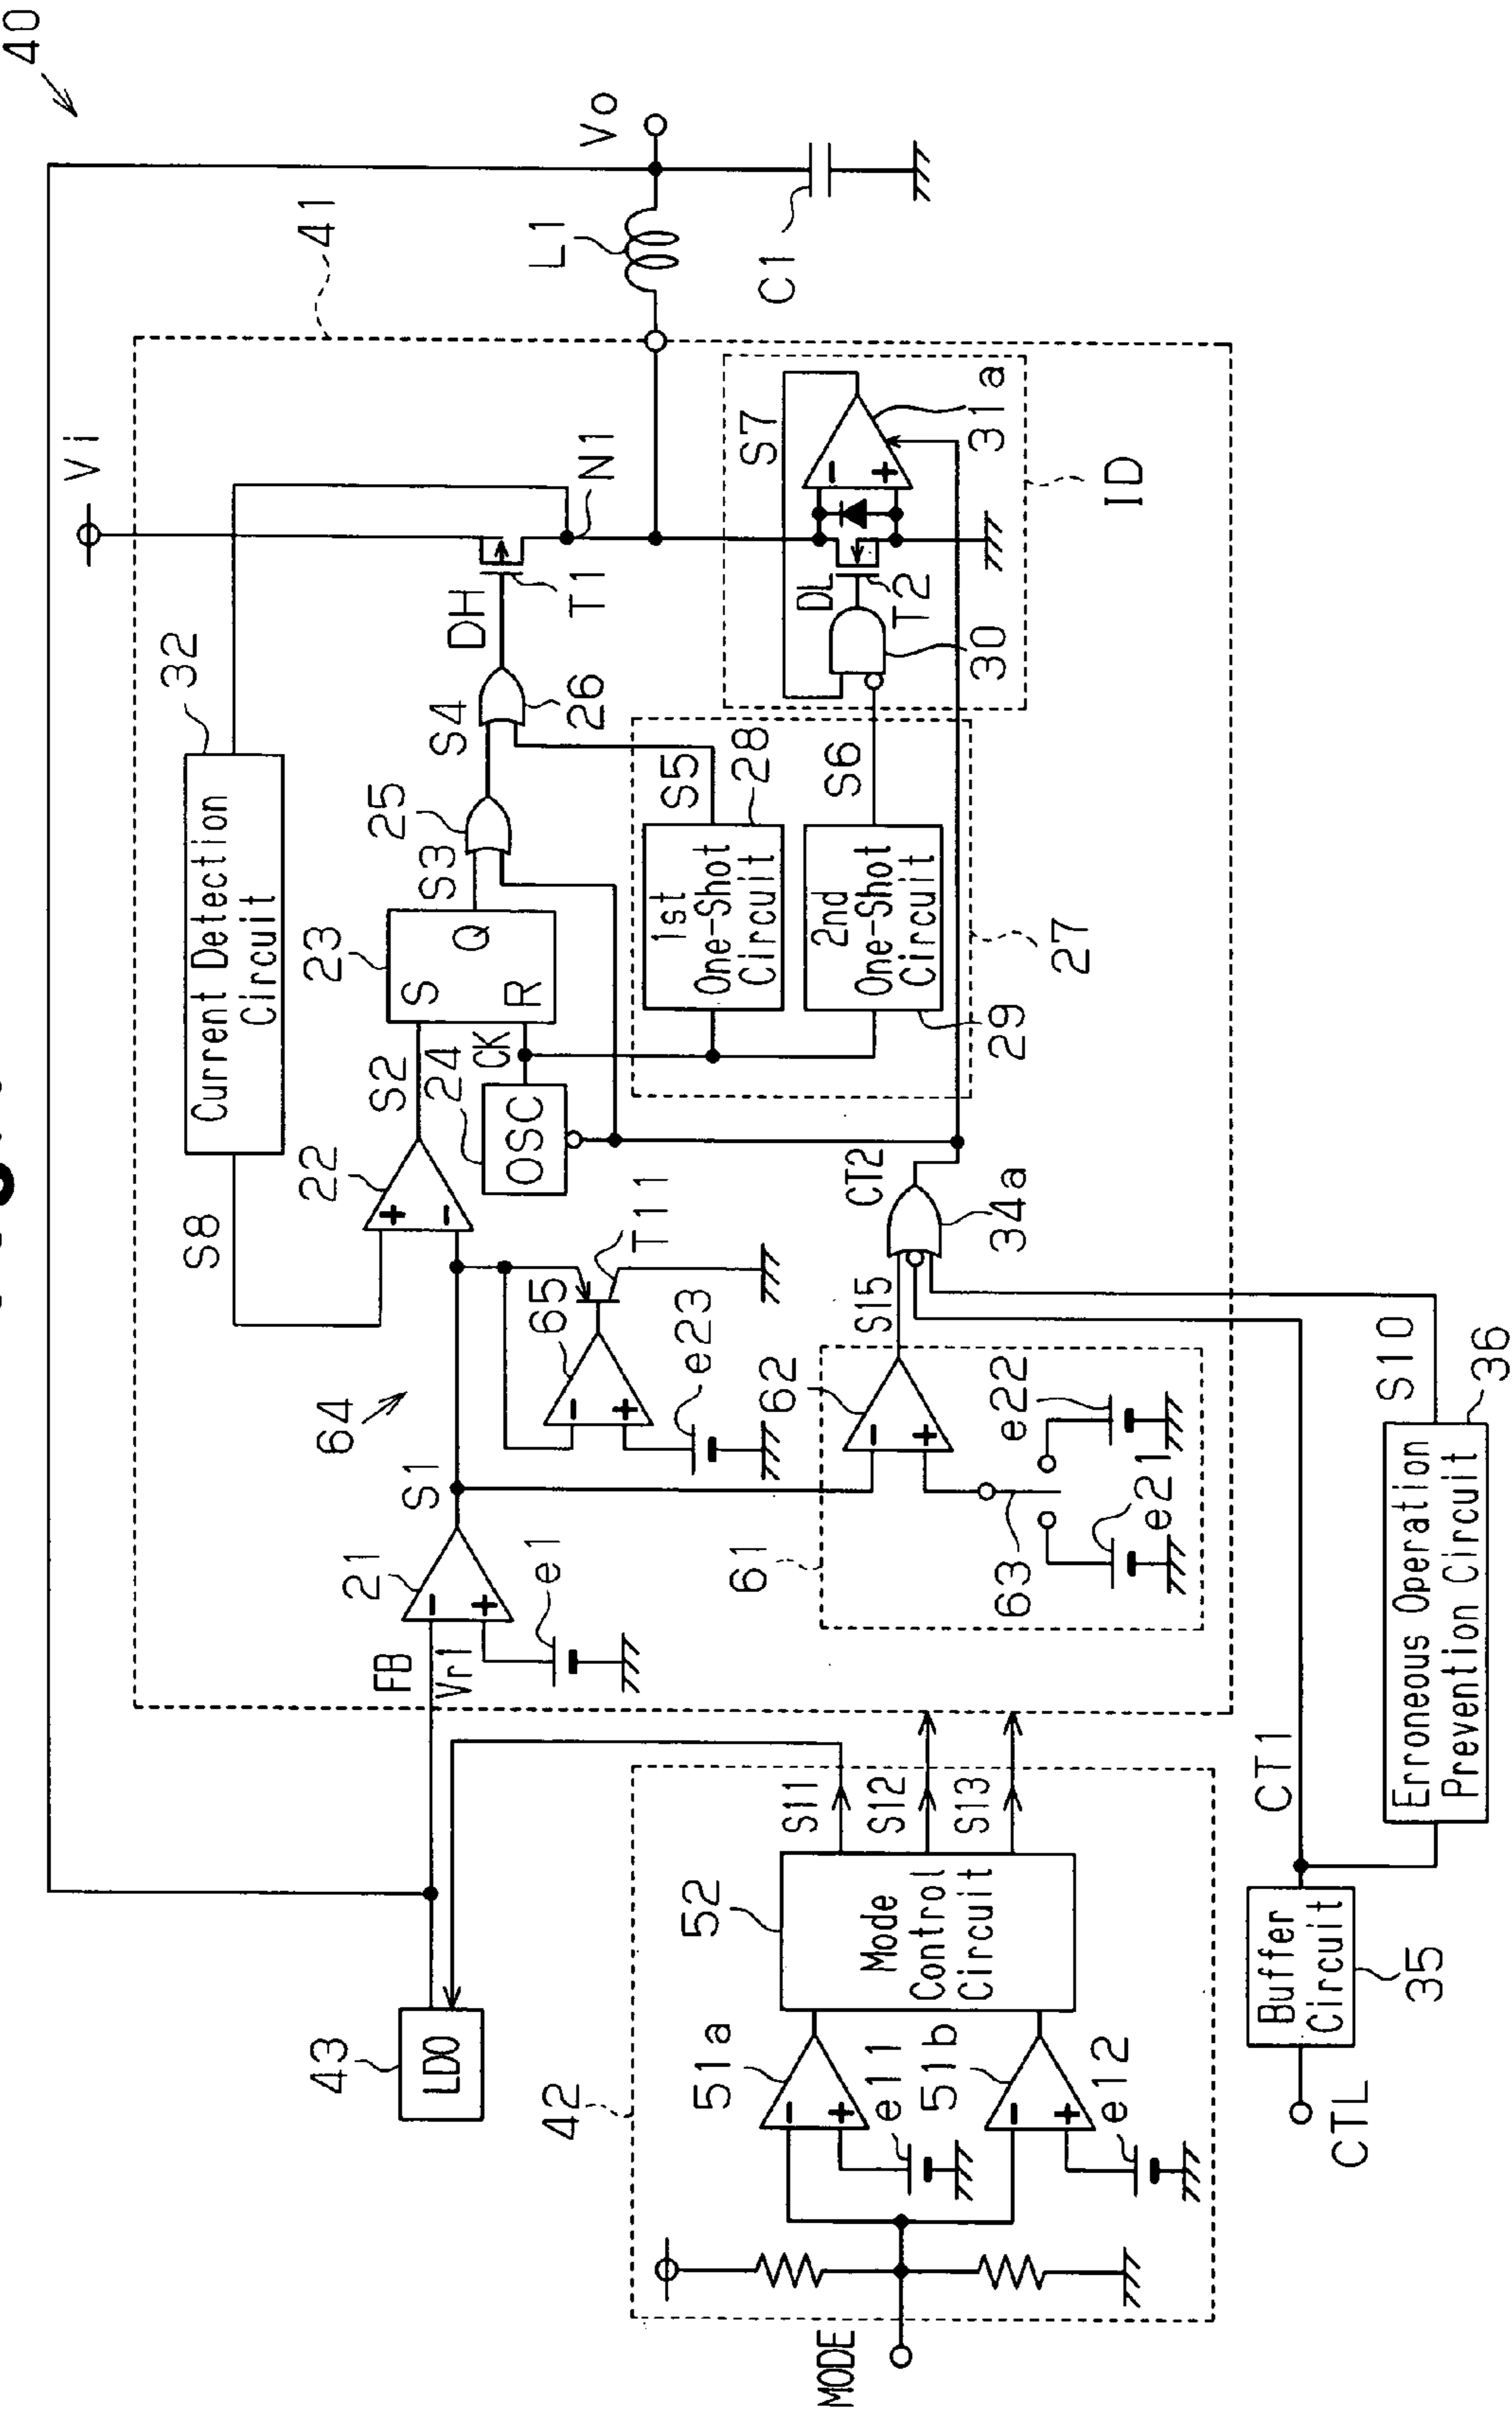 40
Vi
Vo
41
L1
C1
32
Current Detection
Circuit
N1
DH
T1
S4
26
25
S3
23
S
Q
R
S2
24
CK
OSC
22
S8
S7
31a
DL
T2
30
ID
S5
28
1st
One-Shot
Circuit
S6
2nd
One-Shot
Circuit
27
29
CT2
34a
T11
65
e23
64
S1
S15
62
e22
e21
63
61
21
e1
FB
Vr1
S10
36
Erroneous Operation
Prevention Circuit
CT1
S11
S12
S13
52
Mode
Control
Circuit
43
LDO
42
51a
e11
51b
e12
Buffer
Circuit
35
CTL
MODE